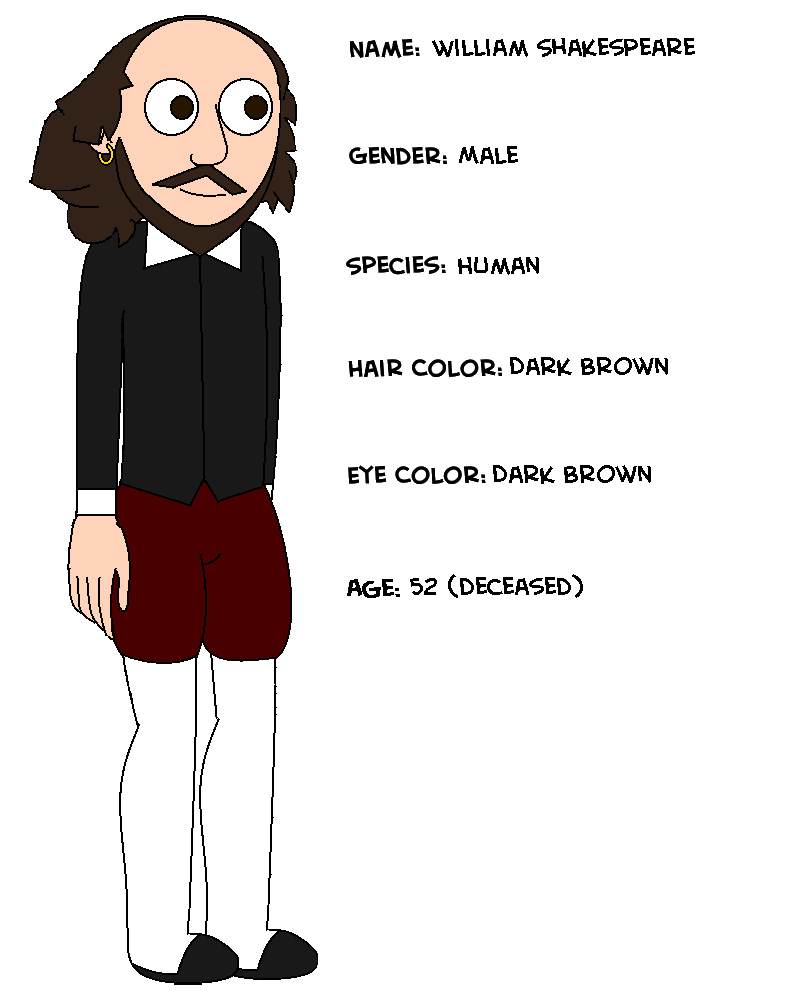 NAME: WILLIAM SHAKESPEARE
GENDER: MALE
SPECIES: HUMAN
HAIR COLOR: DARK BROWN
EYE COLOR: DARK BROWN
AGE: 52 (DECEASED)